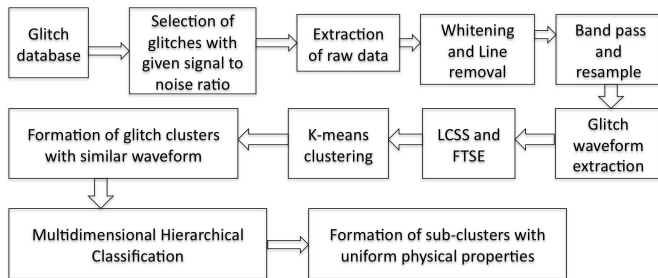 Glitch
database
Selection of
glitches with
given signal to
noise ratio
Extraction
of raw data
Whitening
and Line
removal
Band pass
and
resample
Formation of glitch clusters
with similar waveform
K-means
clustering
LCSS and
FTSE
Glitch
waveform
extraction
Multidimensional Hierarchical
Classification
Formation of sub-clusters with
uniform physical properties